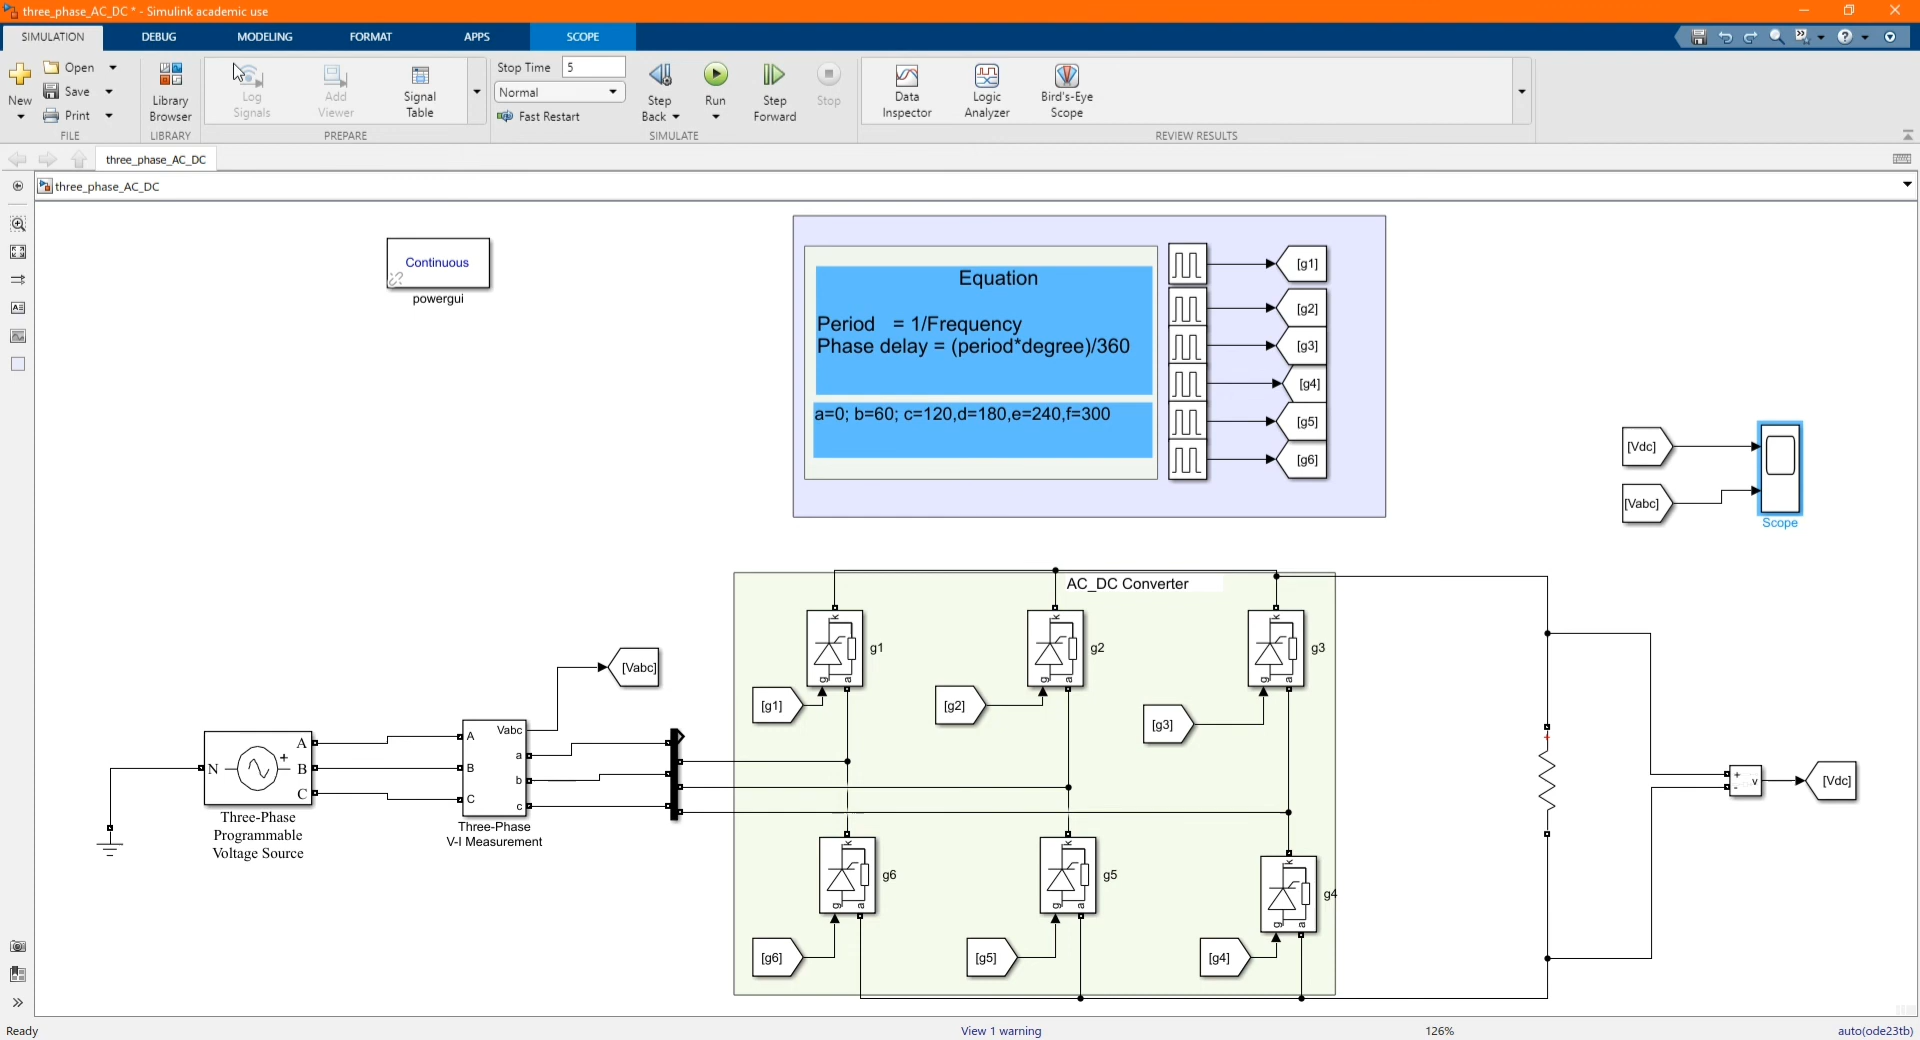 three_phase_AC_DC * - Simulink academic use
SIMULATION
DEBUG
MODELING
FORMAT
APPS
SCOPE
New
Open
Save
Print
FILE
Library
Browser
LIBRARY
Log
Signals
Add
Viewer
Signal
Table
PREPARE
Stop Time 5
Normal
Fast Restart
Step
Back
Run
Step
Forward
Stop
SIMULATE
Data
Inspector
Logic
Analyzer
Bird's-Eye
Scope
REVIEW RESULTS
three_phase_AC_DC
three_phase_AC_DC
Continuous
powergui
Equation
Period = 1/Frequency
Phase delay = (period*degree)/360
a=0; b=60; c=120,d=180,e=240,f=300
[g1]
[g2]
[g3]
[g4]
[g5]
[g6]
[Vdc]
[Vabc]
Scope
AC_DC Converter
k
g a
g1
k
g a
g2
k
g a
g3
[g1]
[g2]
[g3]
[Vabc]
N
A
B
C
+
Three-Phase
Programmable
Voltage Source
A
B
C
Vabc
a
b
c
Three-Phase
V-I Measurement
k
g a
g6
k
g a
g5
k
g a
g4
[g6]
[g5]
[g4]
+
+
-
v
[Vdc]
Ready
View 1 warning
126%
auto(ode23tb)